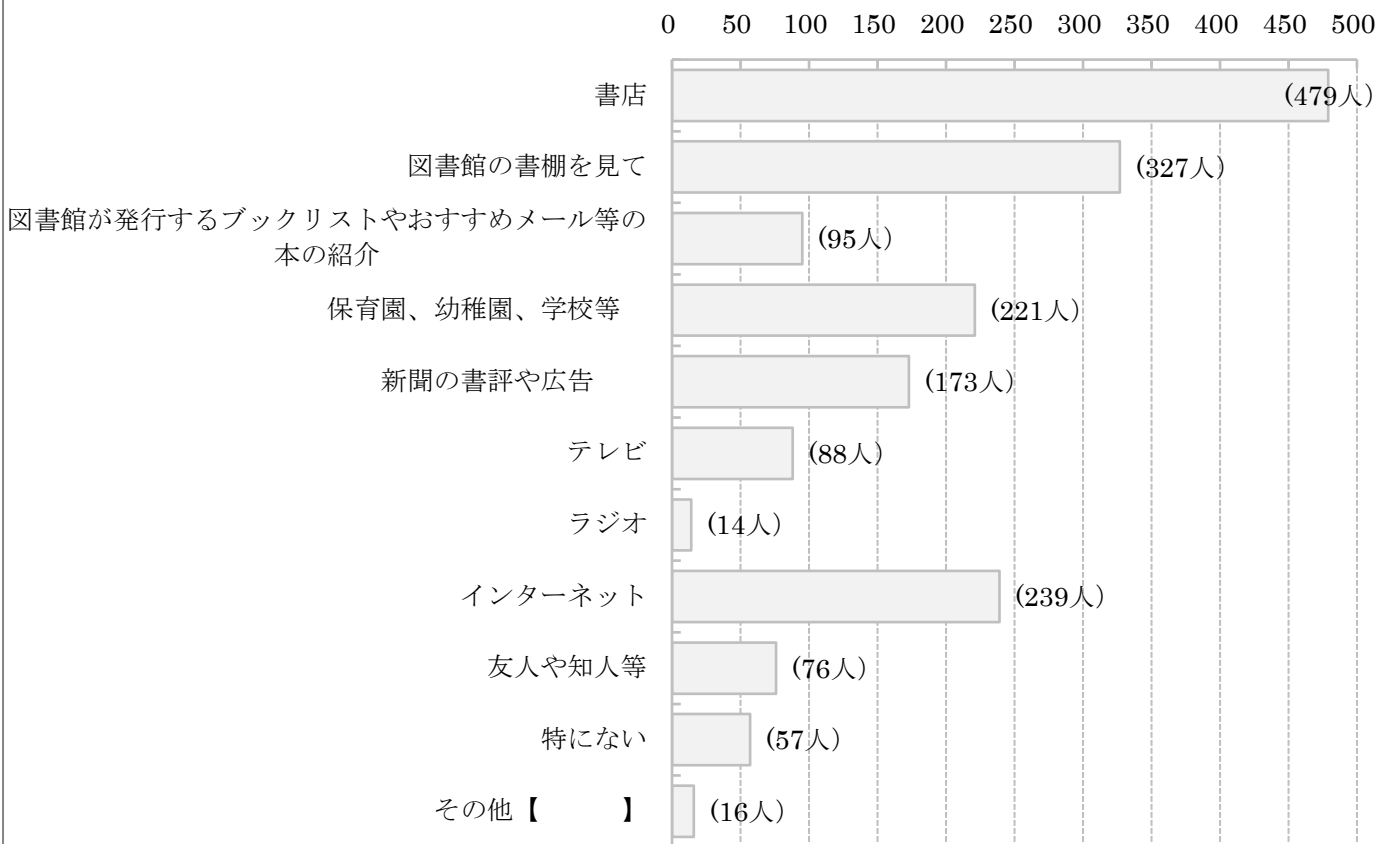 0 50 100 150 200 250 300 350 400 450 500
書店 (479人)
図書館の書棚を見て (327人)
図書館が発行するブックリストやおすすめメール等の
本の紹介 (95人)
保育園、幼稚園、学校等 (221人)
新聞の書評や広告 (173人)
テレビ (88人)
ラジオ (14人)
インターネット (239人)
友人や知人等 (76人)
特にない (57人)
その他【　　　】 (16人)